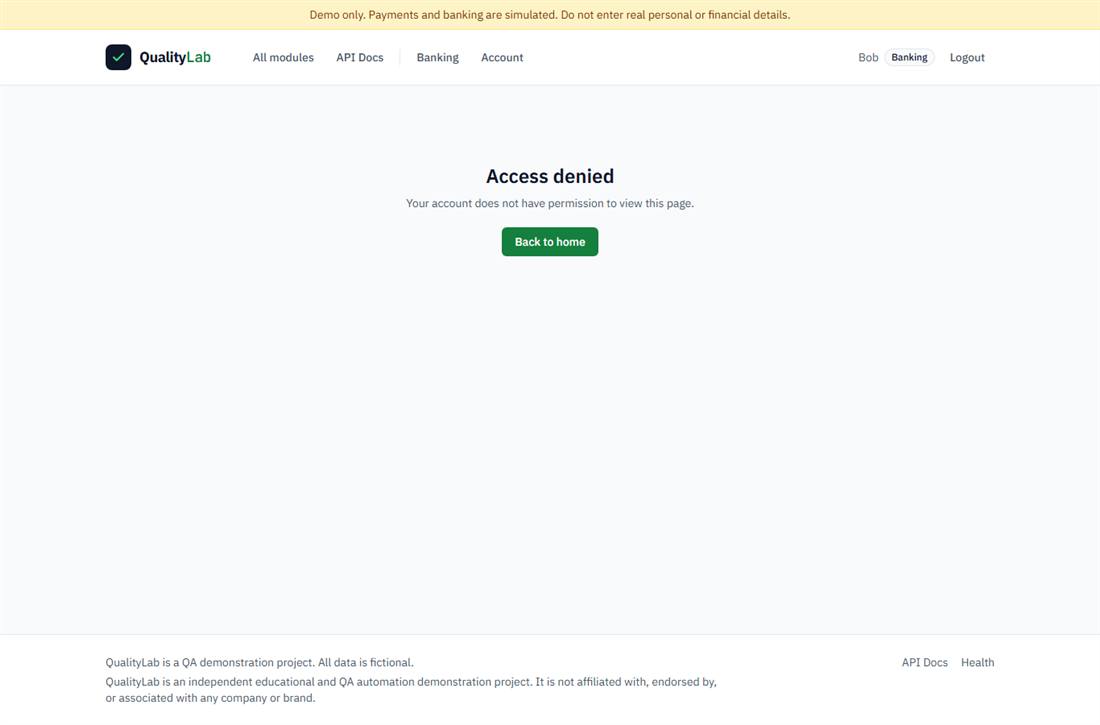 Demo only. Payments and banking are simulated. Do not enter real personal or financial details.
QualityLab
All modules
API Docs
Banking
Account
Bob
Banking
Logout
Access denied
Your account does not have permission to view this page.
Back to home
QualityLab is a QA demonstration project. All data is fictional.
API Docs
Health
QualityLab is an independent educational and QA automation demonstration project. It is not affiliated with, endorsed by,
or associated with any company or brand.